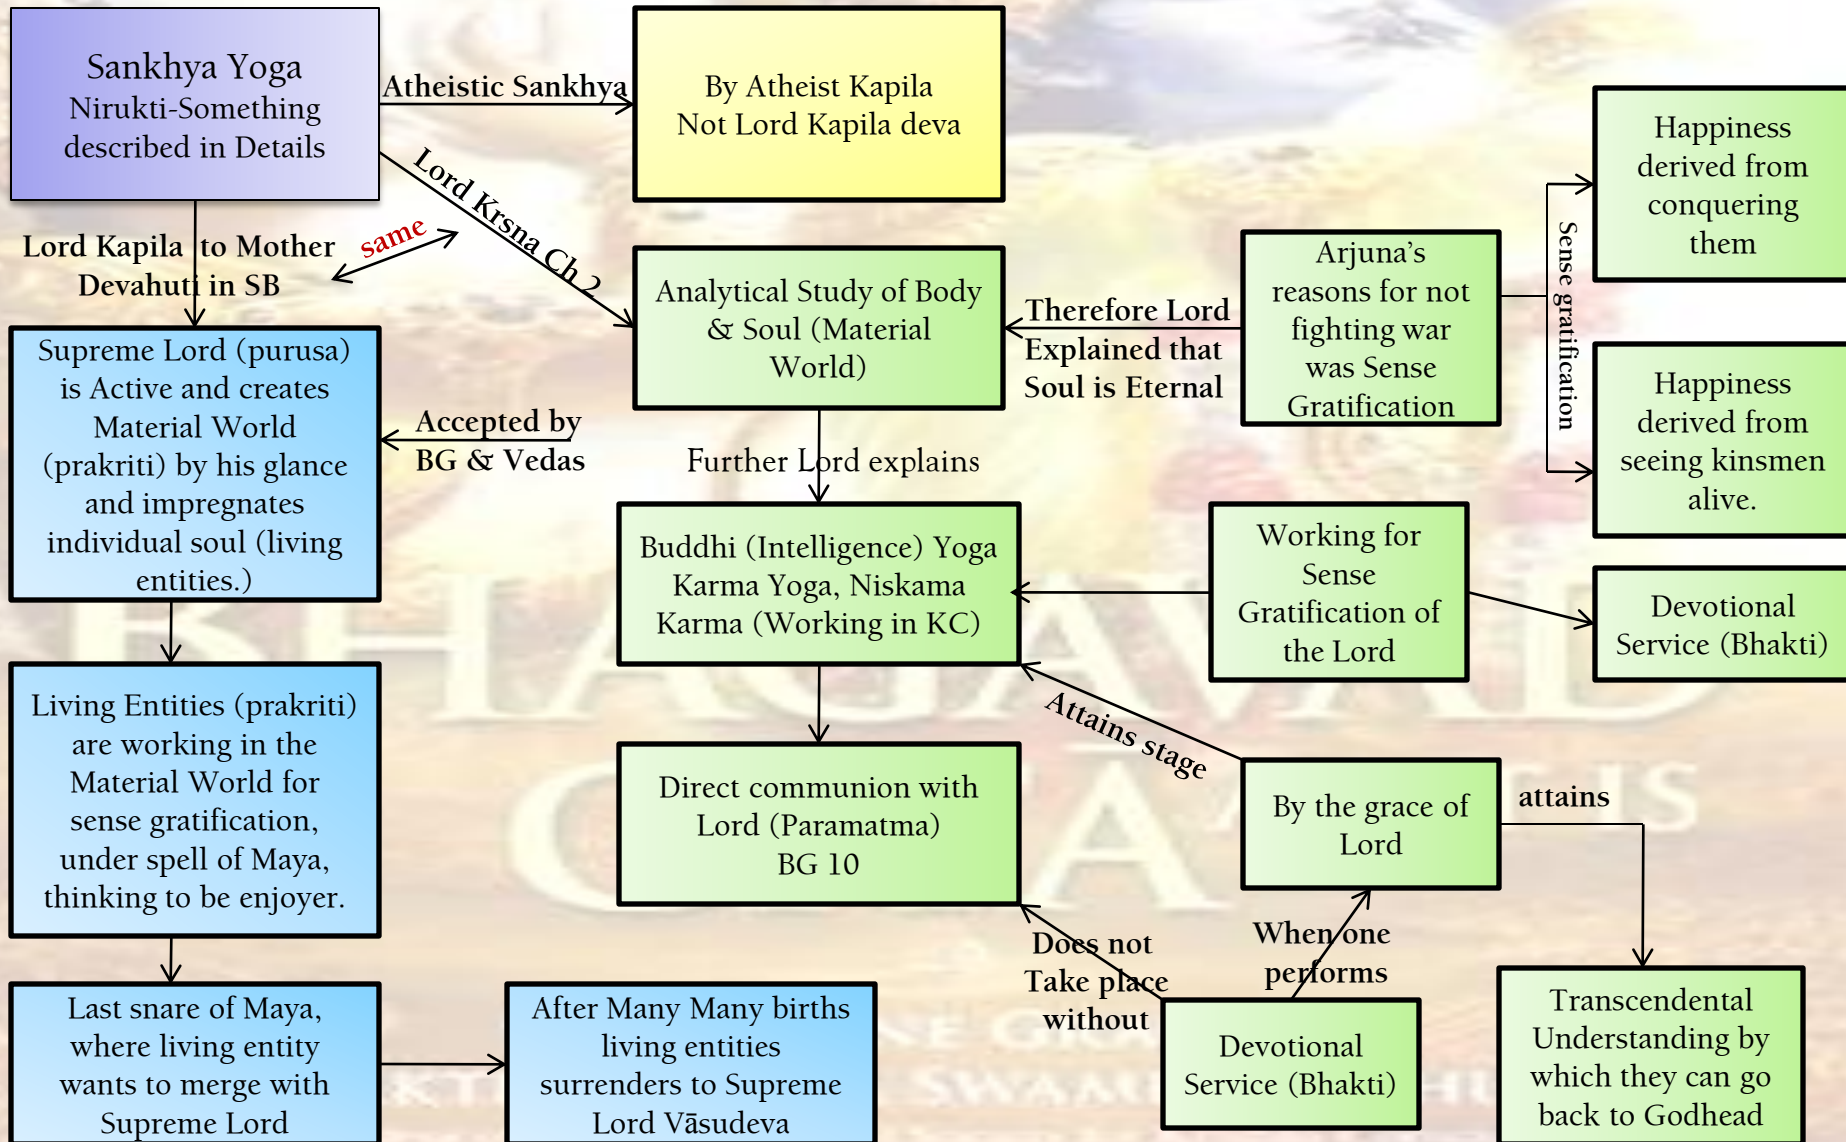 Sankhya Yoga
Nirukti-Something
described in Details
Atheistic Sankhya
By Atheist Kapila
Not Lord Kapila deva
Lord Krsna Ch 2
same
Lord Kapila to Mother
Devahuti in SB
Supreme Lord (purusa)
is Active and creates
Material World
(prakriti) by his glance
and impregnates
individual soul (living
entities.)
Accepted by
BG & Vedas
Living Entities (prakriti)
are working in the
Material World for
sense gratification,
under spell of Maya,
thinking to be enjoyer.
Last snare of Maya,
where living entity
wants to merge with
Supreme Lord
After Many Many births
living entities
surrenders to Supreme
Lord Vāsudeva
Analytical Study of Body
& Soul (Material
World)
Therefore Lord
Explained that
Soul is Eternal
Arjuna's
reasons for not
fighting war
was Sense
Gratification
Sense gratification
Happiness
derived from
conquering
them
Happiness
derived from
seeing kinsmen
alive.
Further Lord explains
Buddhi (Intelligence) Yoga
Karma Yoga, Niskama
Karma (Working in KC)
Working for
Sense
Gratification of
the Lord
Devotional
Service (Bhakti)
Attains stage
Direct communion with
Lord (Paramatma)
BG 10
By the grace of
Lord
attains
Does not
Take place
without
When one
performs
Devotional
Service (Bhakti)
Transcendental
Understanding by
which they can go
back to Godhead
BHAGAVAD